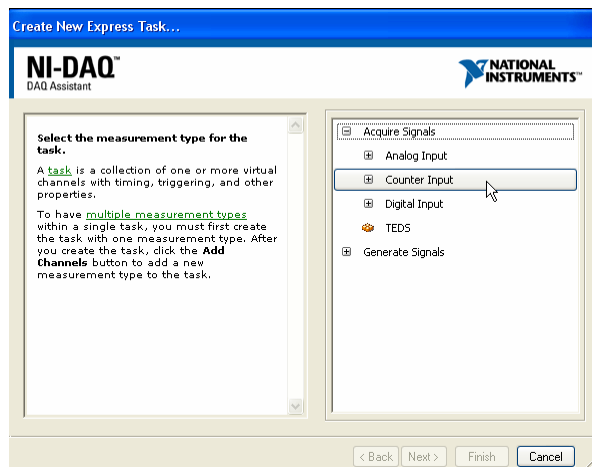 Create New Express Task...
NI-DAQ™
DAQ Assistant
NATIONAL
INSTRUMENTS™
Select the measurement type for the
task.
A task is a collection of one or more virtual
channels with timing, triggering, and other
properties.
To have multiple measurement types
within a single task, you must first create
the task with one measurement type. After
you create the task, click the Add
Channels button to add a new
measurement type to the task.
Acquire Signals
Analog Input
Counter Input
Digital Input
TEDS
Generate Signals
< Back
Next >
Finish
Cancel